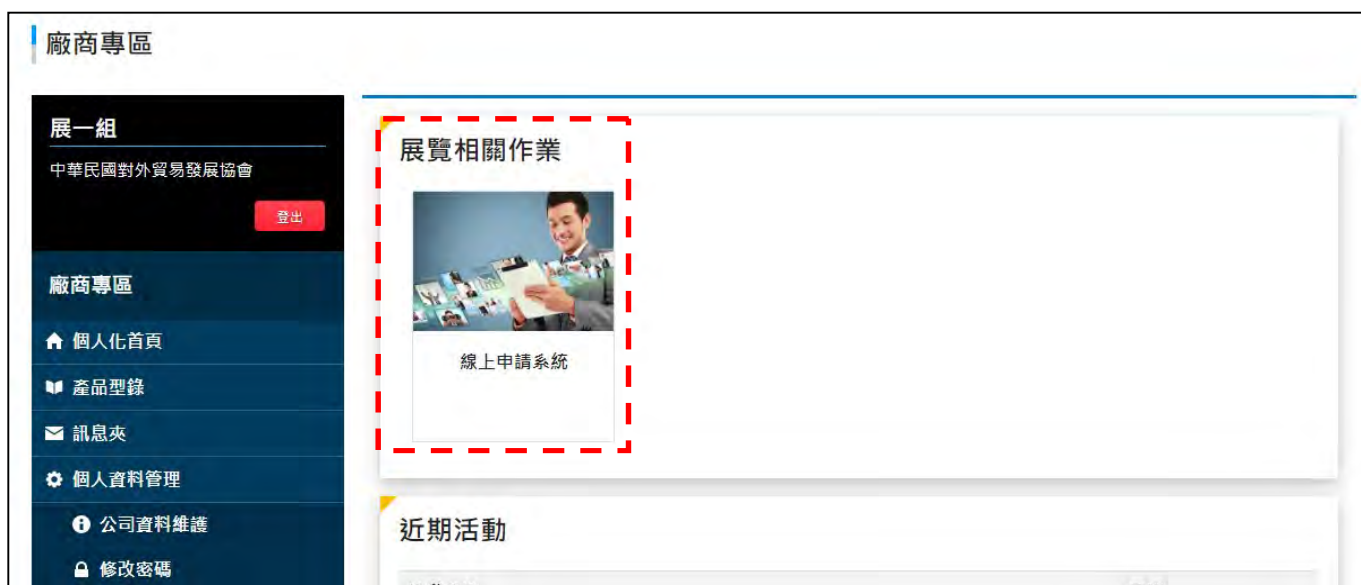 廠商專區
展一組
中華民國對外貿易發展協會
登出
廠商專區
個人化首頁
產品型錄
訊息夾
個人資料管理
公司資料維護
修改密碼
展覽相關作業
線上申請系統
近期活動